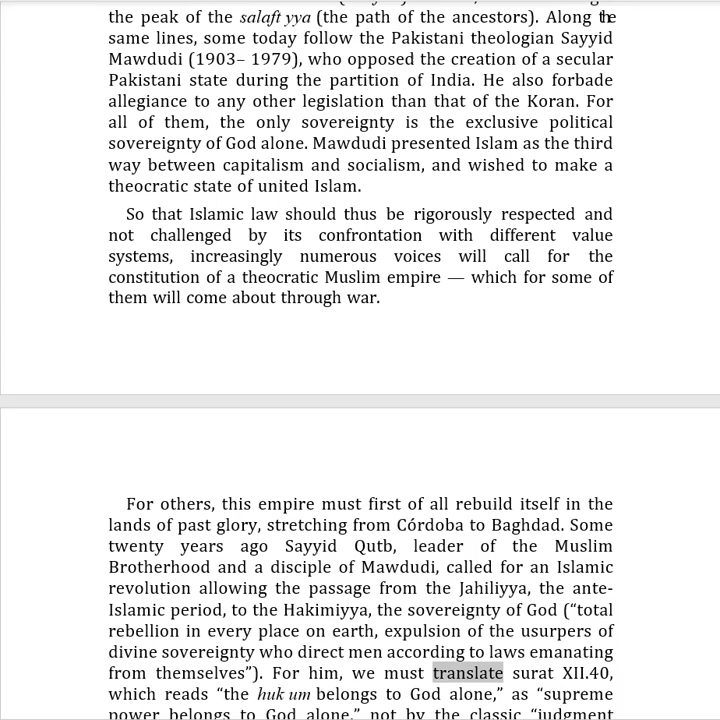 the peak of the salaft yya (the path of the ancestors). Along the
same lines, some today follow the Pakistani theologian Sayyid
Mawdudi (1903– 1979), who opposed the creation of a secular
Pakistani state during the partition of India. He also forbade
allegiance to any other legislation than that of the Koran. For
all of them, the only sovereignty is the exclusive political
sovereignty of God alone. Mawdudi presented Islam as the third
way between capitalism and socialism, and wished to make a
theocratic state of united Islam.
So that Islamic law should thus be rigorously respected and
not challenged by its confrontation with different value
systems, increasingly numerous voices will call for the
constitution of a theocratic Muslim empire — which for some of
them will come about through war.
For others, this empire must first of all rebuild itself in the
lands of past glory, stretching from Córdoba to Baghdad. Some
twenty years ago Sayyid Qutb, leader of the Muslim
Brotherhood and a disciple of Mawdudi, called for an Islamic
revolution allowing the passage from the Jahiliyya, the ante-
Islamic period, to the Hakimiyya, the sovereignty of God (“total
rebellion in every place on earth, expulsion of the usurpers of
divine sovereignty who direct men according to laws emanating
from themselves”). For him, we must translate surat XII.40,
which reads “the huk um belongs to God alone,” as “supreme
power belongs to God alone,” not by the classic “judgment